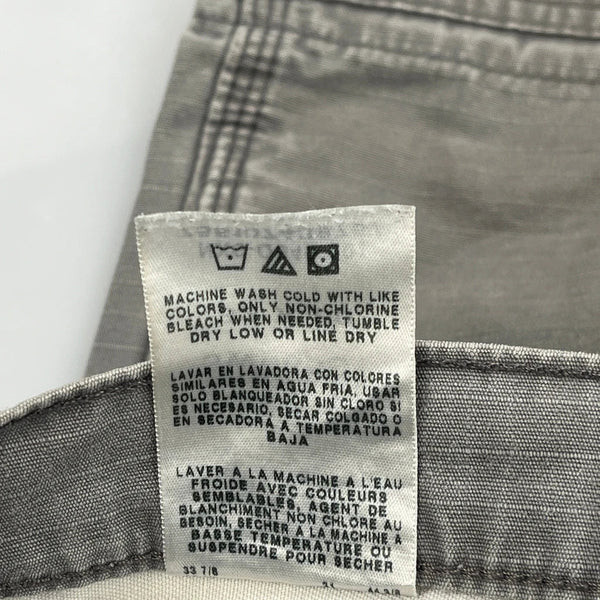 MACHINE WASH COLD WITH LIKE
COLORS, ONLY NON-CHLORINE
BLEACH WHEN NEEDED, TUMBLE
DRY LOW OR LINE DRY
LAVAR EN LAVADORA CON COLORES
SIMILARES EN AGUA FRIA, USAR
SOLO BLANQUEADOR SIN CLORO SI
ES NECESARIO, SECAR COLGADO O
EN SECADORA A TEMPERATURA
BAJA
LAVER A LA MACHINE A L'EAU
FROIDE AVEC COULEURS
SEMBLABLES, AGENT DE
BLANCHIMENT NON CHLORE AU
BESOIN, SECHER A LA MACHINE A
BASSE TEMPERATURE OU
SUSPENDRE POUR SECHER
33 7/8